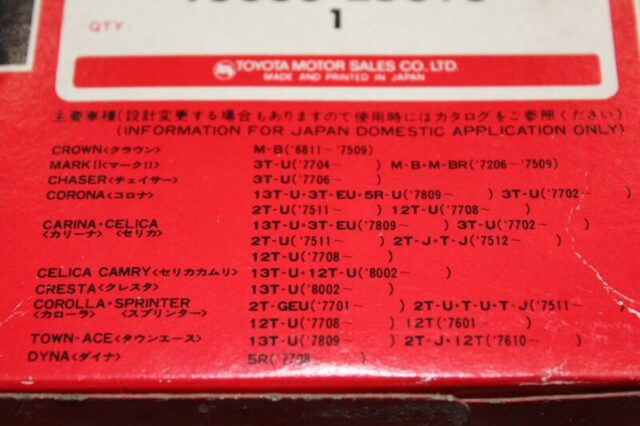 QTY:
1
TOYOTA MOTOR SALES CO. LTD.
MADE AND PRINTED IN JAPAN
主要車種(設計変更する場合もありますので使用時にはカタログをご参照ください)
(INFORMATION FOR JAPAN DOMESTIC APPLICATION ONLY)
CROWN<クラウン> M-B('6811~ '7509)
MARK II<マークII> 3T-U('7704~ ) M-B・M-BR('7206~'7509)
CHASER<チェイサー> 3T-U('7706~ )
CORONA<コロナ> 13T-U・3T-EU・5R-U('7809~ ) 3T-U('7702~ )
2T-U('7511~ ) 12T-U('7708~ )
CARINA・CELICA 13T-U・3T-EU('7809~ ) 3T-U('7702~ )
<カリーナ> <セリカ> 2T-U('7511~ ) 2T-J・T-J('7512~ )
12T-U('7708~ )
CELICA CAMRY<セリカカムリ> 13T-U・12T-U('8002~ )
CRESTA<クレスタ> 13T-U('8002~ )
COROLLA・SPRINTER 2T-GEU('7701~ ) 2T-U・T-U・T-J('7511~ )
<カローラ> <スプリンター> 12T-U('7708~ ) 12T('7601~ )
TOWN-ACE<タウンエース> 13T-U('7809~ ) 2T-J・12T('7610~ )
DYNA<ダイナ> 5R('7708~ )